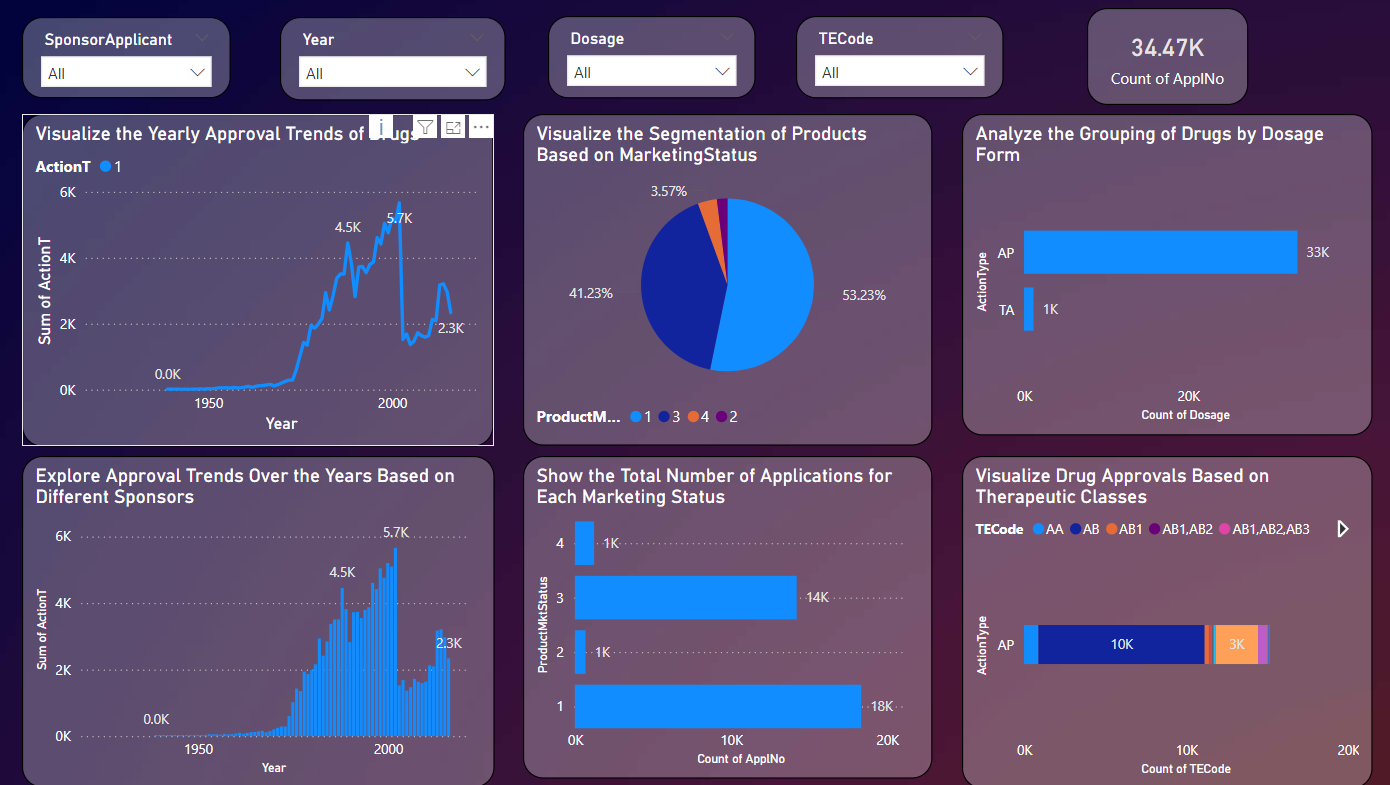 SponsorApplicant
All
Year
All
Dosage
All
TECode
All
34.47K
Count of ApplNo
Visualize the Yearly Approval Trends of Drugs
ActionT 1
6K
4K
2K
0K
Sum of ActionT
0.0K
4.5K
5.7K
2.3K
1950
2000
Year
Visualize the Segmentation of Products
Based on MarketingStatus
3.57%
41.23%
53.23%
ProductM... 1 3 4 2
Analyze the Grouping of Drugs by Dosage
Form
ActionType
AP
33K
TA
1K
0K
20K
Count of Dosage
Explore Approval Trends Over the Years Based on
Different Sponsors
6K
4K
2K
0K
Sum of ActionT
0.0K
4.5K
5.7K
2.3K
1950
2000
Year
Show the Total Number of Applications for
Each Marketing Status
ProductMktStatus
4
1K
3
14K
2
1K
1
18K
0K
10K
20K
Count of ApplNo
Visualize Drug Approvals Based on
Therapeutic Classes
TECode AA AB AB1 AB1,AB2 AB1,AB2,AB3
ActionType
AP
10K
3K
0K
10K
20K
Count of TECode